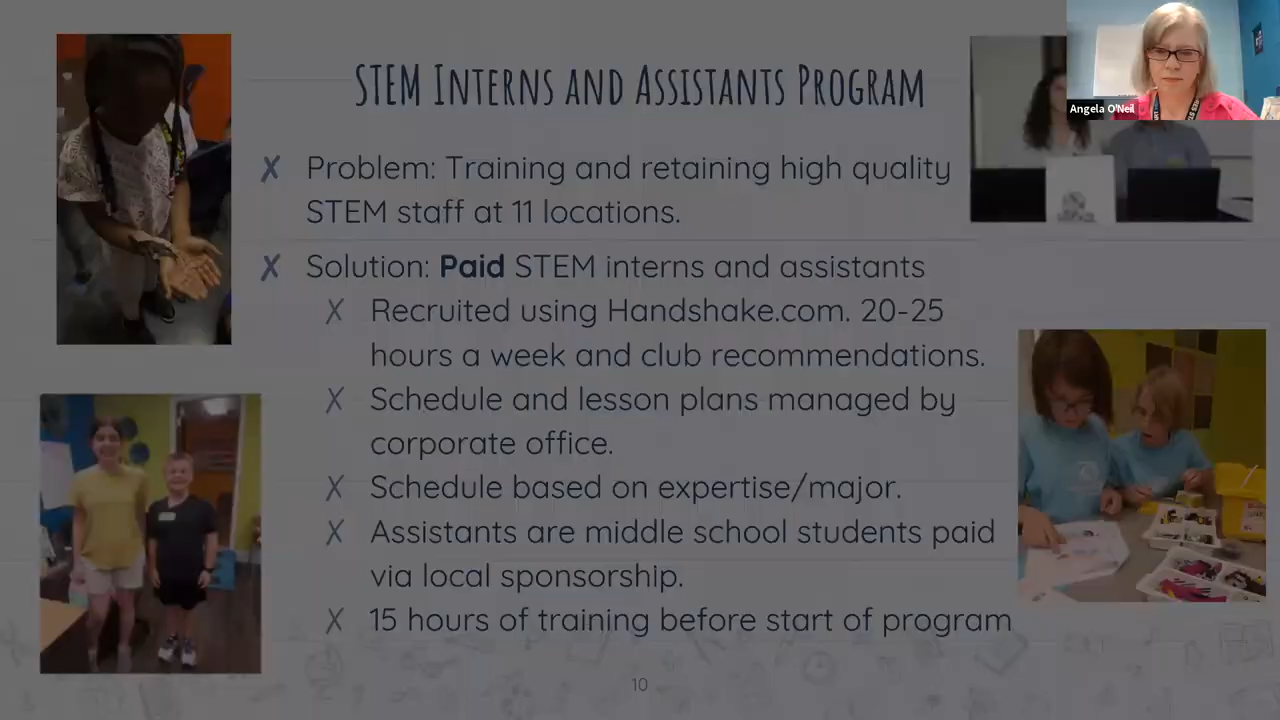 STEM Interns and Assistants Program
Angela O'Neil
✗ Problem: Training and retaining high quality
STEM staff at 11 locations.
✗ Solution: Paid STEM interns and assistants
✗ Recruited using Handshake.com. 20-25
hours a week and club recommendations.
✗ Schedule and lesson plans managed by
corporate office.
✗ Schedule based on expertise/major.
✗ Assistants are middle school students paid
via local sponsorship.
✗ 15 hours of training before start of program
10